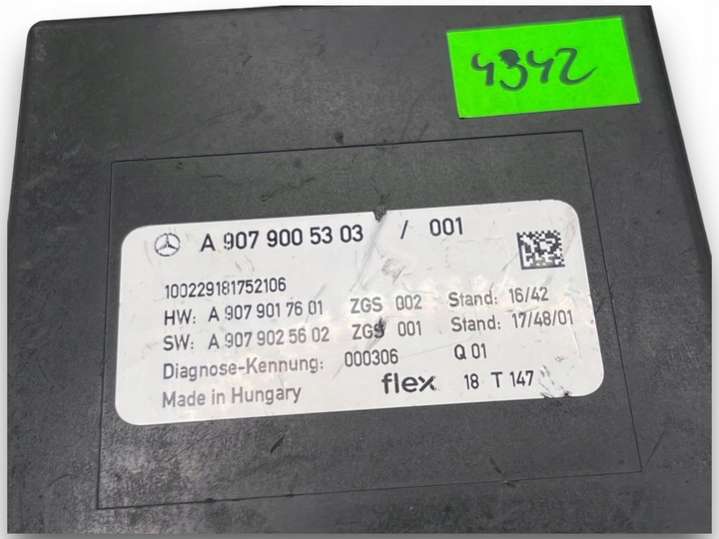 4342
A 907 900 53 03 / 001
100229181752106
HW: A 907 901 76 01 ZGS 002 Stand: 16/42
SW: A 907 902 56 02 ZGS 001 Stand: 17/48/01
Diagnose-Kennung: 000306 Q 01
Made in Hungary flex 18 T 147